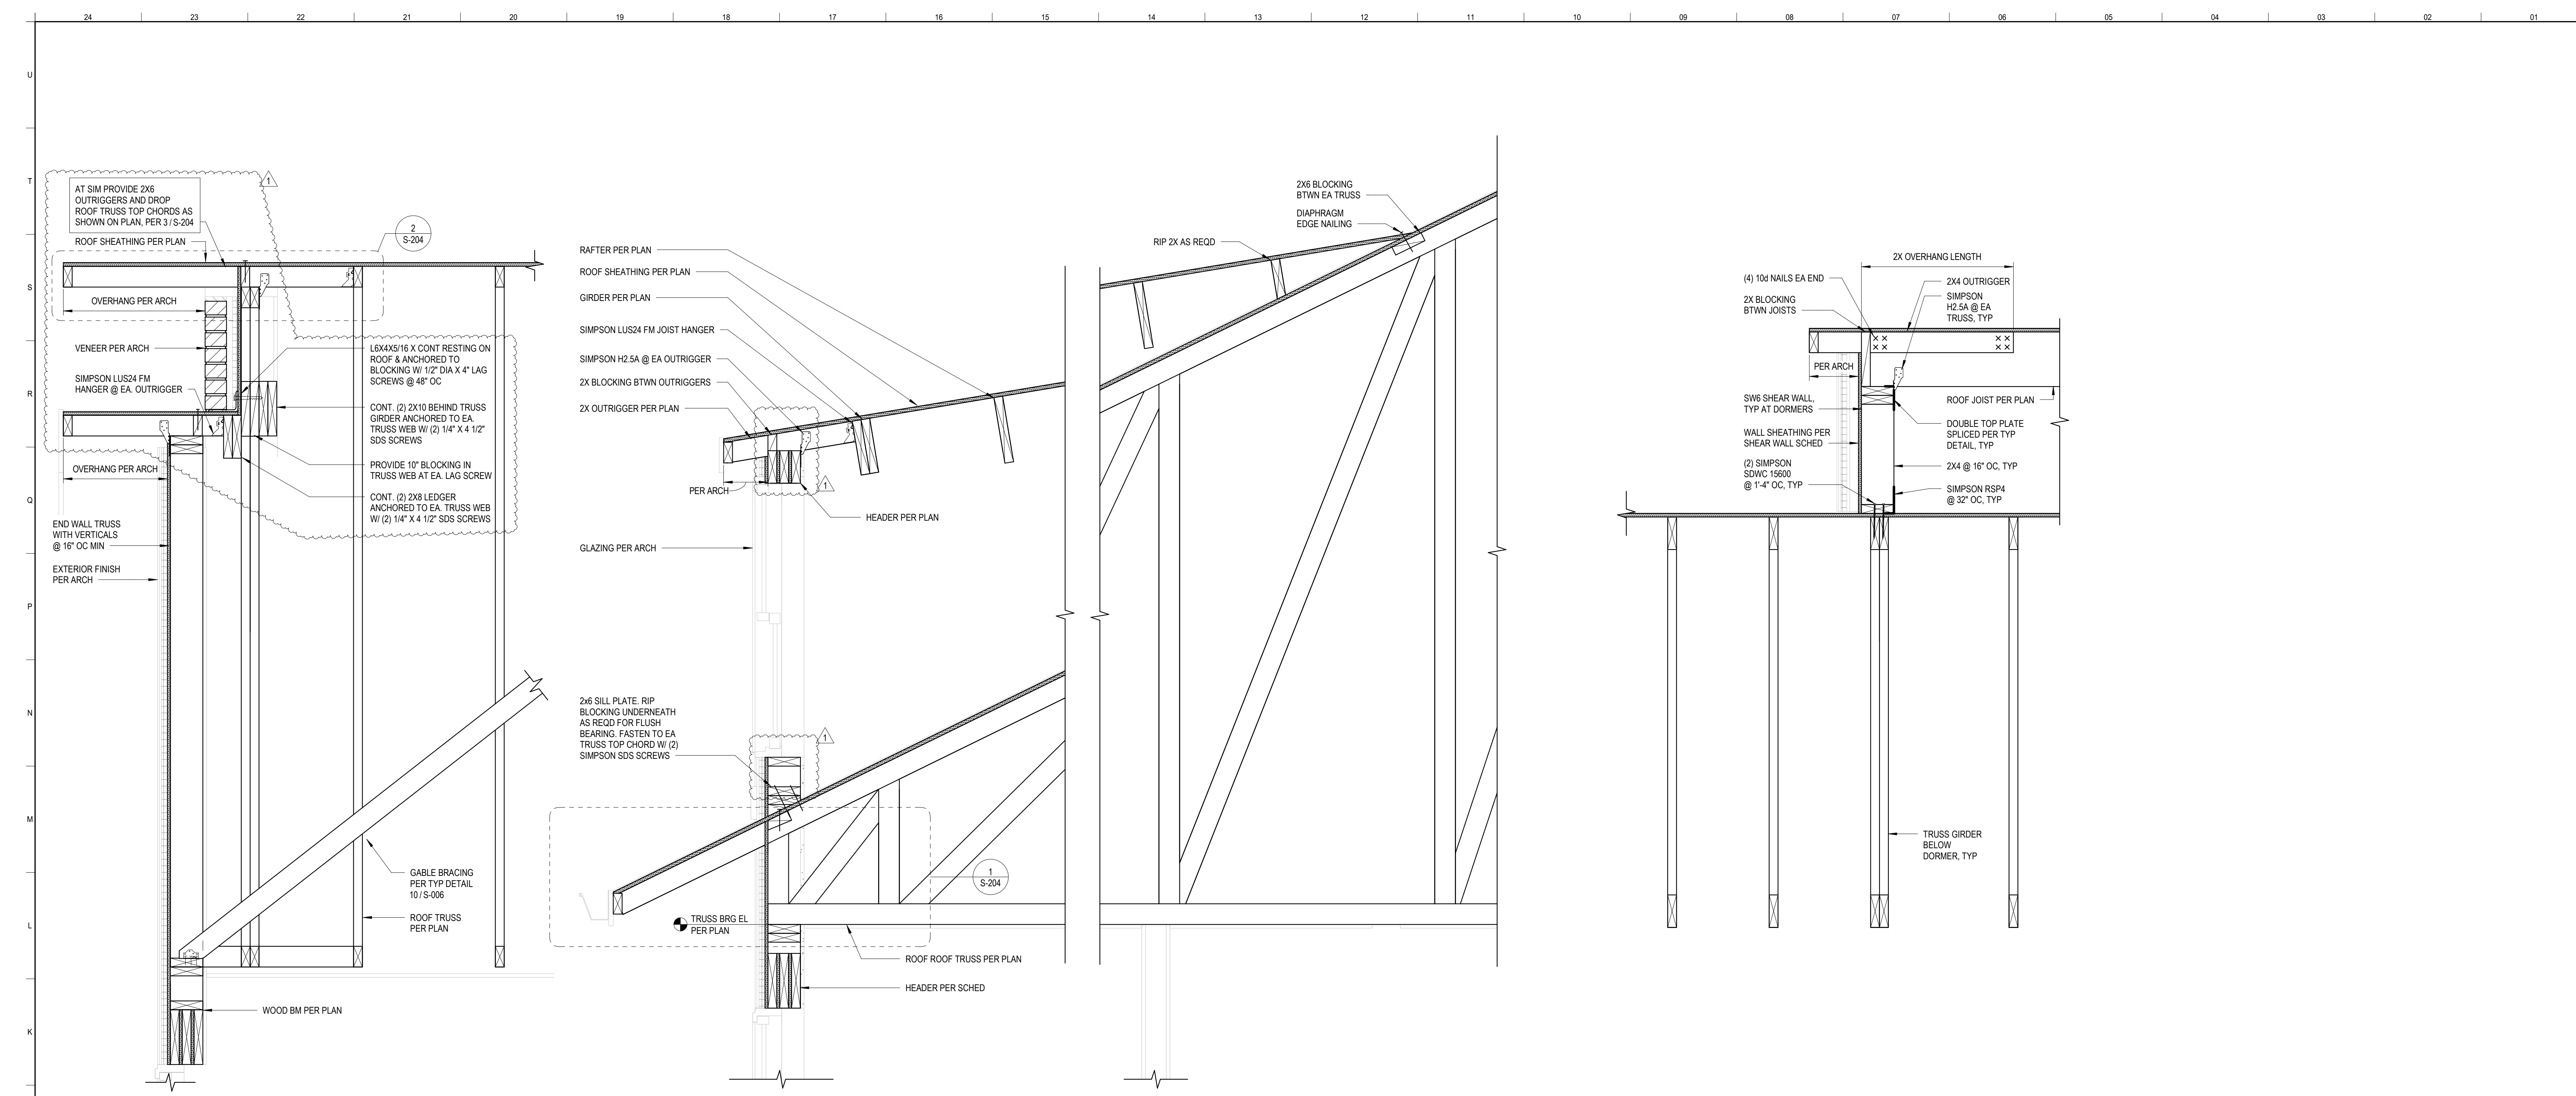 24 23 22 21 20 19 18 17 16 15 14 13 12 11 10 09 08 07 06 05 04 03 02 01
U
T
S
R
Q
P
N
M
L
K
AT SIM PROVIDE 2X6
OUTRIGGERS AND DROP
ROOF TRUSS TOP CHORDS AS
SHOWN ON PLAN, PER 3 / S-204
1
2
S-204
ROOF SHEATHING PER PLAN
OVERHANG PER ARCH
VENEER PER ARCH
SIMPSON LUS24 FM
HANGER @ EA. OUTRIGGER
OVERHANG PER ARCH
END WALL TRUSS
WITH VERTICALS
@ 16" OC MIN
EXTERIOR FINISH
PER ARCH
L6X4X5/16 X CONT RESTING ON
ROOF & ANCHORED TO
BLOCKING W/ 1/2" DIA X 4" LAG
SCREWS @ 48" OC
CONT. (2) 2X10 BEHIND TRUSS
GIRDER ANCHORED TO EA.
TRUSS WEB W/ (2) 1/4" X 4 1/2"
SDS SCREWS
PROVIDE 10" BLOCKING IN
TRUSS WEB AT EA. LAG SCREW
CONT. (2) 2X8 LEDGER
ANCHORED TO EA. TRUSS WEB
W/ (2) 1/4" X 4 1/2" SDS SCREWS
GABLE BRACING
PER TYP DETAIL
10 / S-006
ROOF TRUSS
PER PLAN
WOOD BM PER PLAN
RAFTER PER PLAN
ROOF SHEATHING PER PLAN
GIRDER PER PLAN
SIMPSON LUS24 FM JOIST HANGER
SIMPSON H2.5A @ EA OUTRIGGER
2X BLOCKING BTWN OUTRIGGERS
2X OUTRIGGER PER PLAN
PER ARCH
1
HEADER PER PLAN
GLAZING PER ARCH
2x6 SILL PLATE. RIP
BLOCKING UNDERNEATH
AS REQD FOR FLUSH
BEARING. FASTEN TO EA
TRUSS TOP CHORD W/ (2)
SIMPSON SDS SCREWS
1
1
S-204
TRUSS BRG EL
PER PLAN
ROOF ROOF TRUSS PER PLAN
HEADER PER SCHED
2X6 BLOCKING
BTWN EA TRUSS
DIAPHRAGM
EDGE NAILING
RIP 2X AS REQD
2X OVERHANG LENGTH
(4) 10d NAILS EA END
2X BLOCKING
BTWN JOISTS
PER ARCH
SW6 SHEAR WALL,
TYP AT DORMERS
WALL SHEATHING PER
SHEAR WALL SCHED
(2) SIMPSON
SDWC 15600
@ 1'-4" OC, TYP
2X4 OUTRIGGER
SIMPSON
H2.5A @ EA
TRUSS, TYP
ROOF JOIST PER PLAN
DOUBLE TOP PLATE
SPLICED PER TYP
DETAIL, TYP
2X4 @ 16" OC, TYP
SIMPSON RSP4
@ 32" OC, TYP
TRUSS GIRDER
BELOW
DORMER, TYP